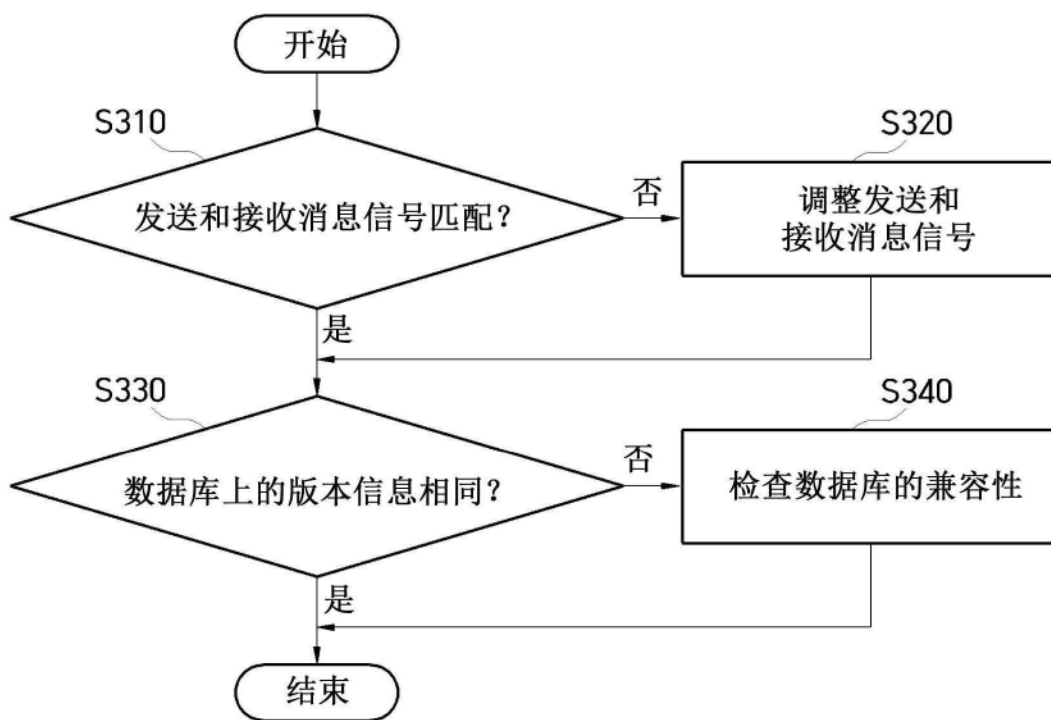 开始
S310
S320
发送和接收消息信号匹配?
否
调整发送和
接收消息信号
是
S330
S340
数据库上的版本信息相同?
否
检查数据库的兼容性
是
结束